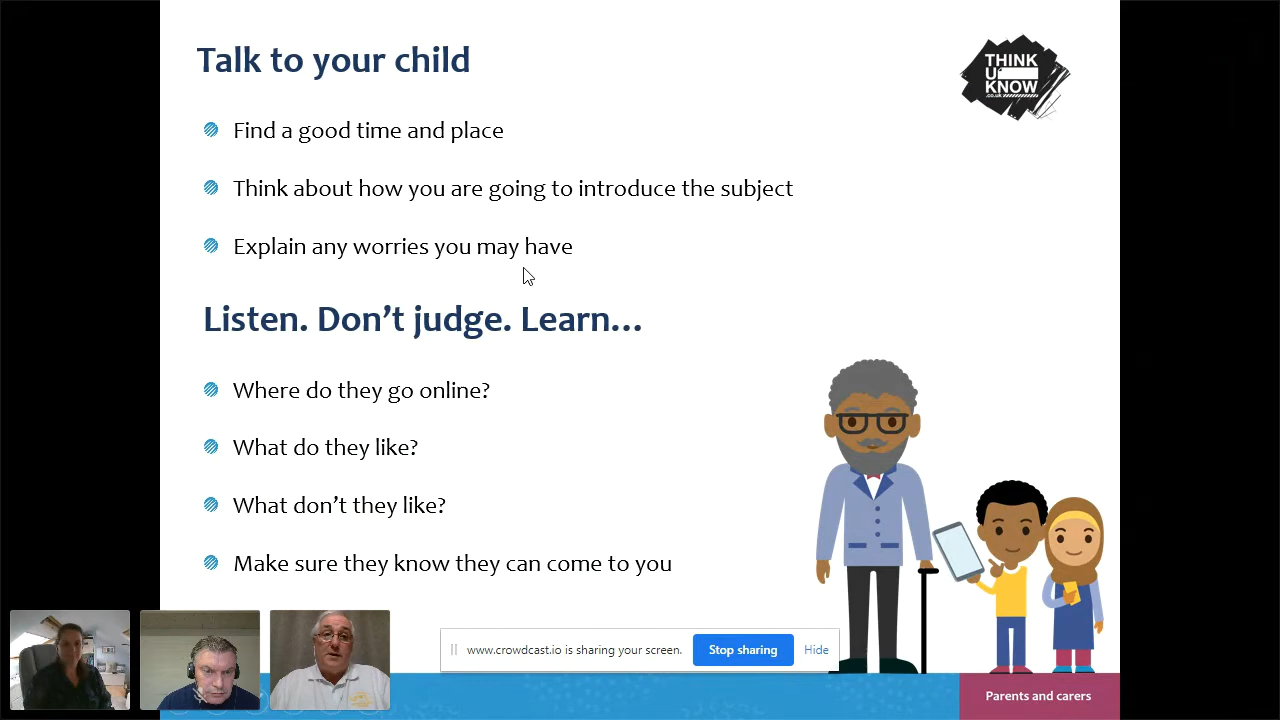 Talk to your child
THINK
U
KNOW
.co.uk
Find a good time and place
Think about how you are going to introduce the subject
Explain any worries you may have
Listen. Don’t judge. Learn…
Where do they go online?
What do they like?
What don’t they like?
Make sure they know they can come to you
www.crowdcast.io is sharing your screen.
Stop sharing
Hide
Parents and carers